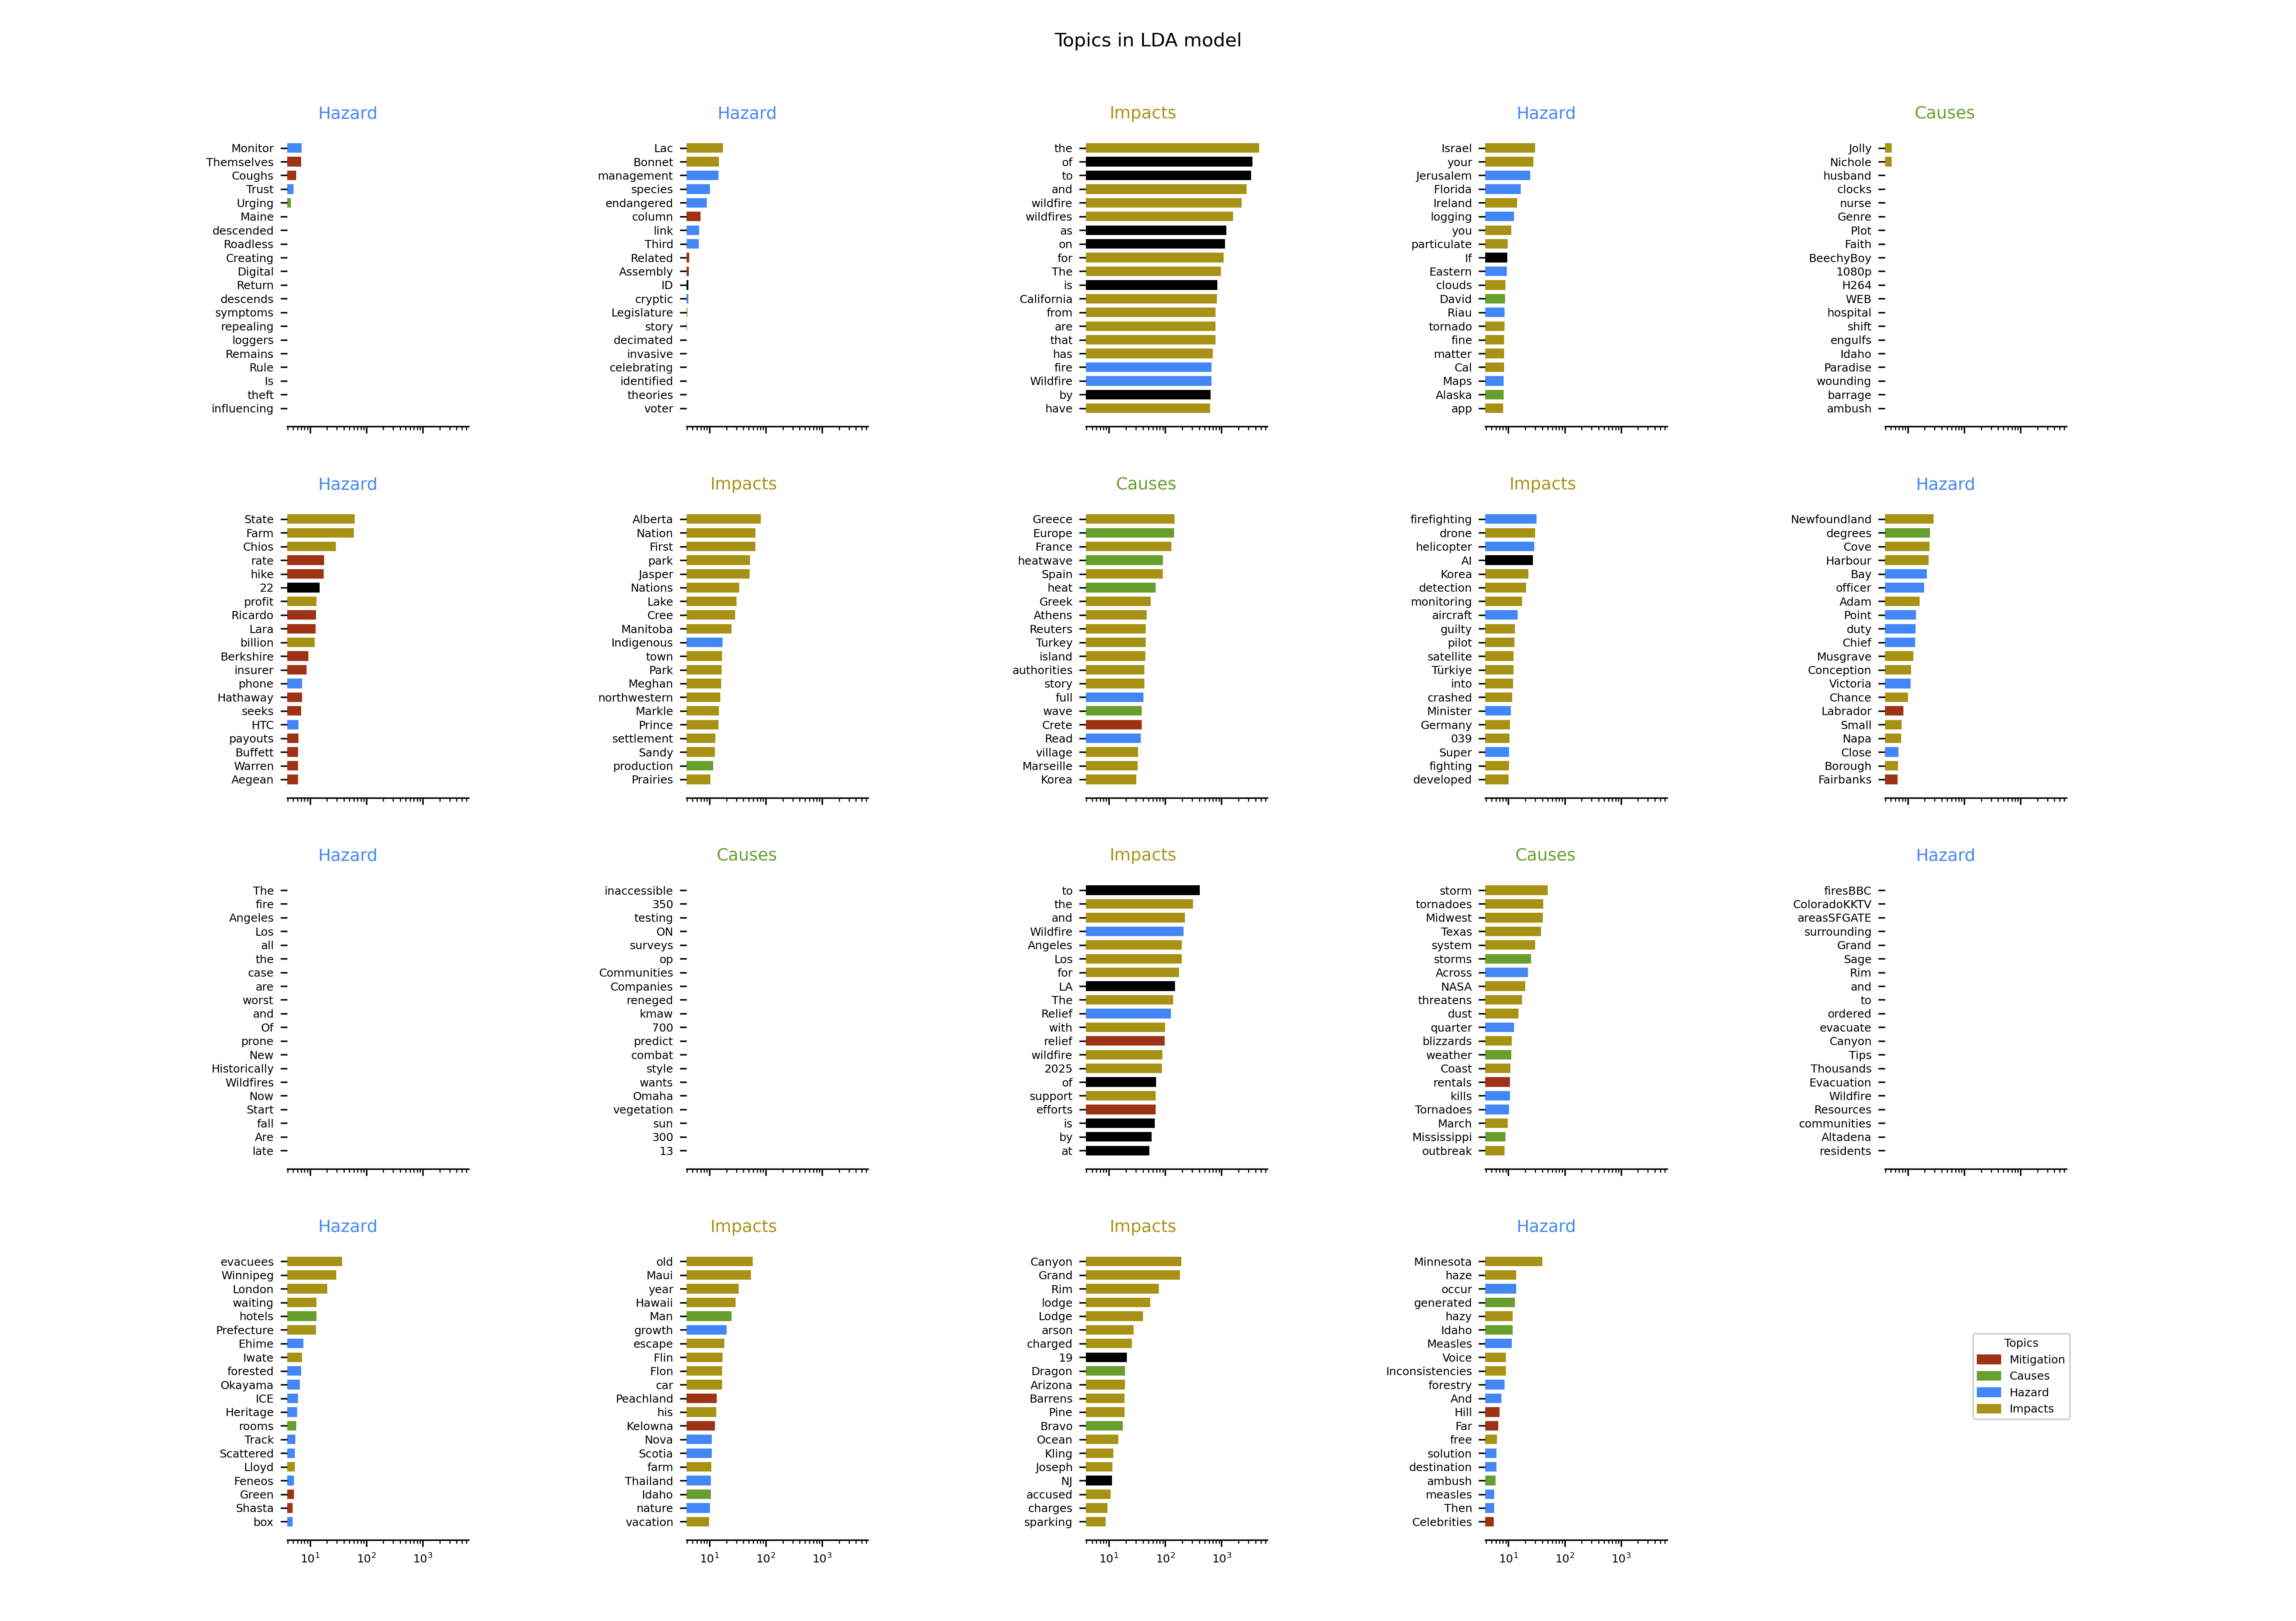 Topics in LDA model
Hazard
Monitor
Themselves
Coughs
Trust
Urging
Maine
descended
Roadless
Creating
Digital
Return
descends
symptoms
repealing
loggers
Remains
Rule
Is
theft
influencing
Hazard
Lac
Bonnet
management
species
endangered
column
link
Third
Related
Assembly
ID
cryptic
Legislature
story
decimated
invasive
celebrating
identified
theories
voter
Impacts
the
of
to
and
wildfire
wildfires
as
on
for
The
is
California
from
are
that
has
fire
Wildfire
by
have
Hazard
Israel
your
Jerusalem
Florida
Ireland
logging
you
particulate
If
Eastern
clouds
David
Riau
tornado
fine
matter
Cal
Maps
Alaska
app
Causes
Jolly
Nichole
husband
clocks
nurse
Genre
Plot
Faith
BeechyBoy
1080p
H264
WEB
hospital
shift
engulfs
Idaho
Paradise
wounding
barrage
ambush
Hazard
State
Farm
Chios
rate
hike
22
profit
Ricardo
Lara
billion
Berkshire
insurer
phone
Hathaway
seeks
HTC
payouts
Buffett
Warren
Aegean
Impacts
Alberta
Nation
First
park
Jasper
Nations
Lake
Cree
Manitoba
Indigenous
town
Park
Meghan
northwestern
Markle
Prince
settlement
Sandy
production
Prairies
Causes
Greece
Europe
France
heatwave
Spain
heat
Greek
Athens
Reuters
Turkey
island
authorities
story
full
wave
Crete
Read
village
Marseille
Korea
Impacts
firefighting
drone
helicopter
AI
Korea
detection
monitoring
aircraft
guilty
pilot
satellite
Türkiye
into
crashed
Minister
Germany
039
Super
fighting
developed
Hazard
Newfoundland
degrees
Cove
Harbour
Bay
officer
Adam
Point
duty
Chief
Musgrave
Conception
Victoria
Chance
Labrador
Small
Napa
Close
Borough
Fairbanks
Hazard
The
fire
Angeles
Los
all
the
case
are
worst
and
Of
prone
New
Historically
Wildfires
Now
Start
fall
Are
late
Causes
inaccessible
350
testing
ON
surveys
op
Communities
Companies
reneged
kmaw
700
predict
combat
style
wants
Omaha
vegetation
sun
300
13
Impacts
to
the
and
Wildfire
Angeles
Los
for
LA
The
Relief
with
relief
wildfire
2025
of
support
efforts
is
by
at
Causes
storm
tornadoes
Midwest
Texas
system
storms
Across
NASA
threatens
dust
quarter
blizzards
weather
Coast
rentals
kills
Tornadoes
March
Mississippi
outbreak
Hazard
firesBBC
ColoradoKKTV
areasSFGATE
surrounding
Grand
Sage
Rim
and
to
ordered
evacuate
Canyon
Tips
Thousands
Evacuation
Wildfire
Resources
communities
Altadena
residents
Hazard
evacuees
Winnipeg
London
waiting
hotels
Prefecture
Ehime
Iwate
forested
Okayama
ICE
Heritage
rooms
Track
Scattered
Lloyd
Feneos
Green
Shasta
box
10¹ 10² 10³
Impacts
old
Maui
year
Hawaii
Man
growth
escape
Flin
Flon
car
Peachland
his
Kelowna
Nova
Scotia
farm
Thailand
Idaho
nature
vacation
10¹ 10² 10³
Impacts
Canyon
Grand
Rim
lodge
Lodge
arson
charged
19
Dragon
Arizona
Barrens
Pine
Bravo
Ocean
Kling
Joseph
NJ
accused
charges
sparking
10¹ 10² 10³
Hazard
Minnesota
haze
occur
generated
hazy
Idaho
Measles
Voice
Inconsistencies
forestry
And
Hill
Far
free
solution
destination
ambush
measles
Then
Celebrities
10¹ 10² 10³
Topics
Mitigation
Causes
Hazard
Impacts